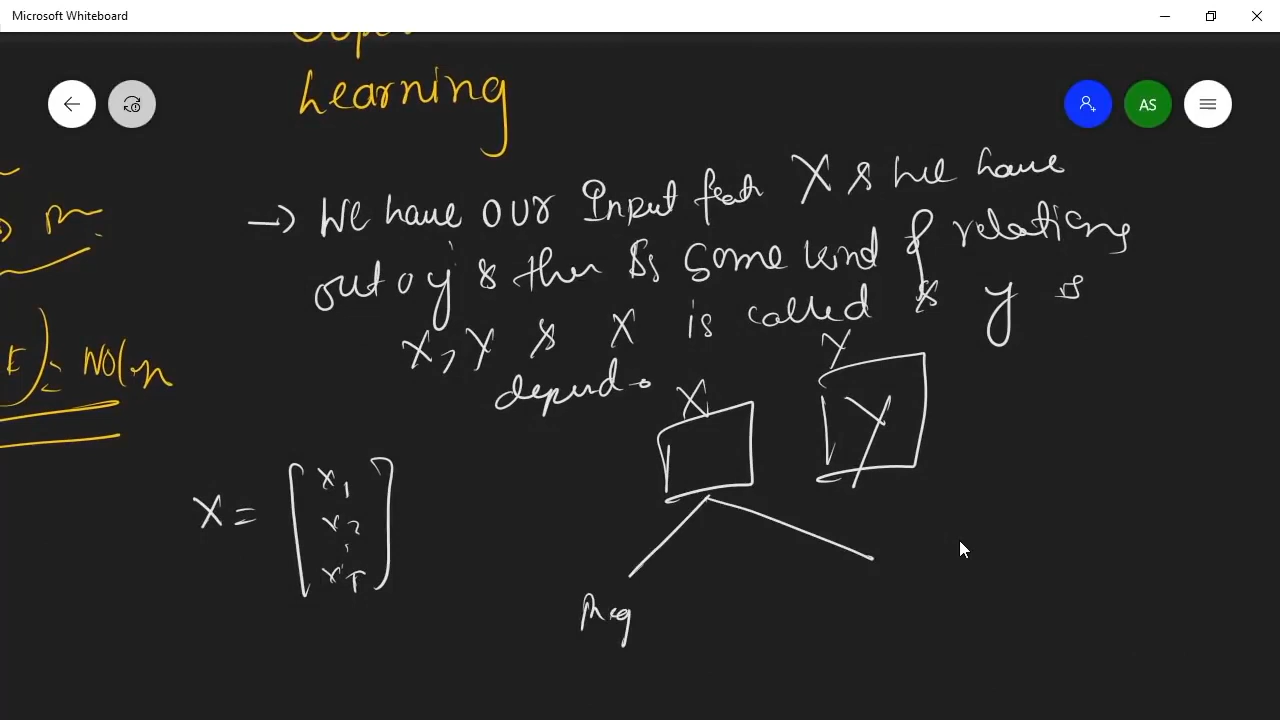 Microsoft Whiteboard
Learning
AS
→ We have our Input feat X & we have
out o y & ther is some kind of relations
X, Y & X is called & y is
depend
X
Y
Y
X = [x1
x2
xT]
Reg